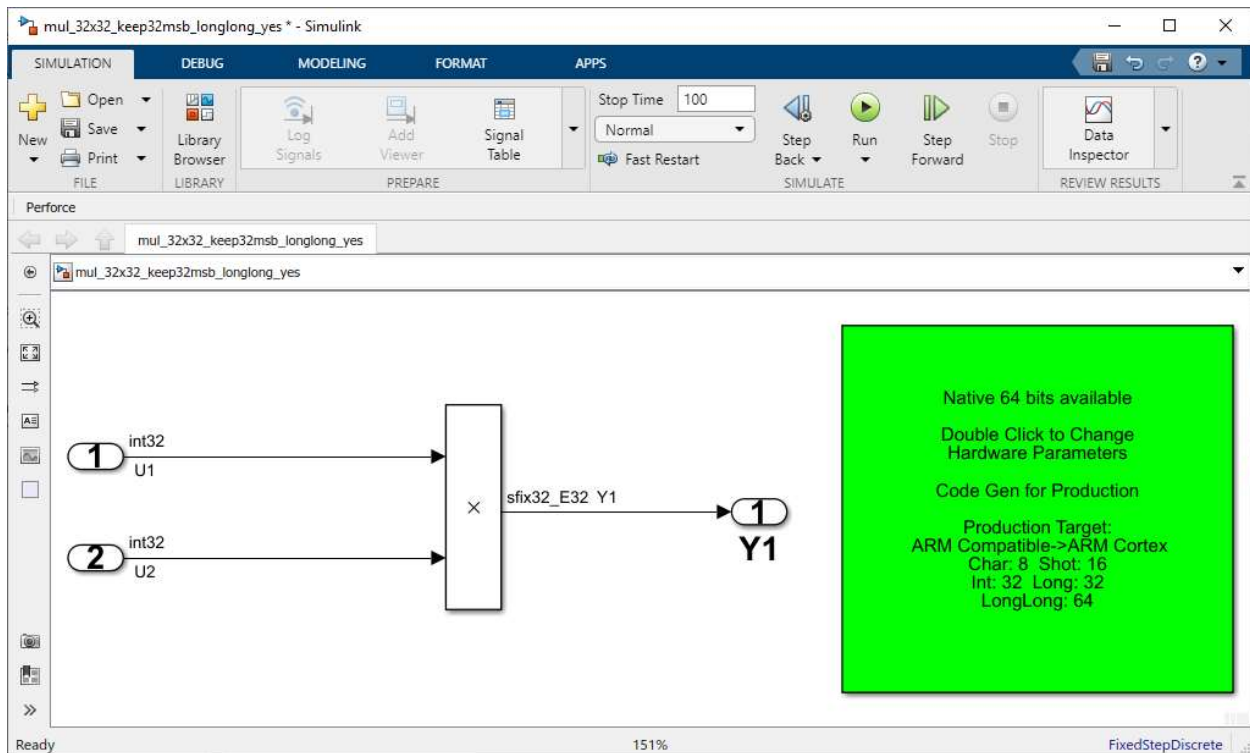 mul_32x32_keep32msb_longlong_yes * - Simulink
SIMULATION DEBUG MODELING FORMAT APPS
New
Open
Save
Print
FILE
Library
Browser
LIBRARY
Log
Signals
Add
Viewer
Signal
Table
PREPARE
Stop Time 100
Normal
Fast Restart
Step
Back
Run
Step
Forward
Stop
SIMULATE
Data
Inspector
REVIEW RESULTS
Perforce
mul_32x32_keep32msb_longlong_yes
mul_32x32_keep32msb_longlong_yes
1
int32
U1
2
int32
U2
×
sfix32_E32 Y1
1
Y1
Native 64 bits available
Double Click to Change
Hardware Parameters
Code Gen for Production
Production Target:
ARM Compatible->ARM Cortex
Char: 8 Shot: 16
Int: 32 Long: 32
LongLong: 64
Ready 151% FixedStepDiscrete